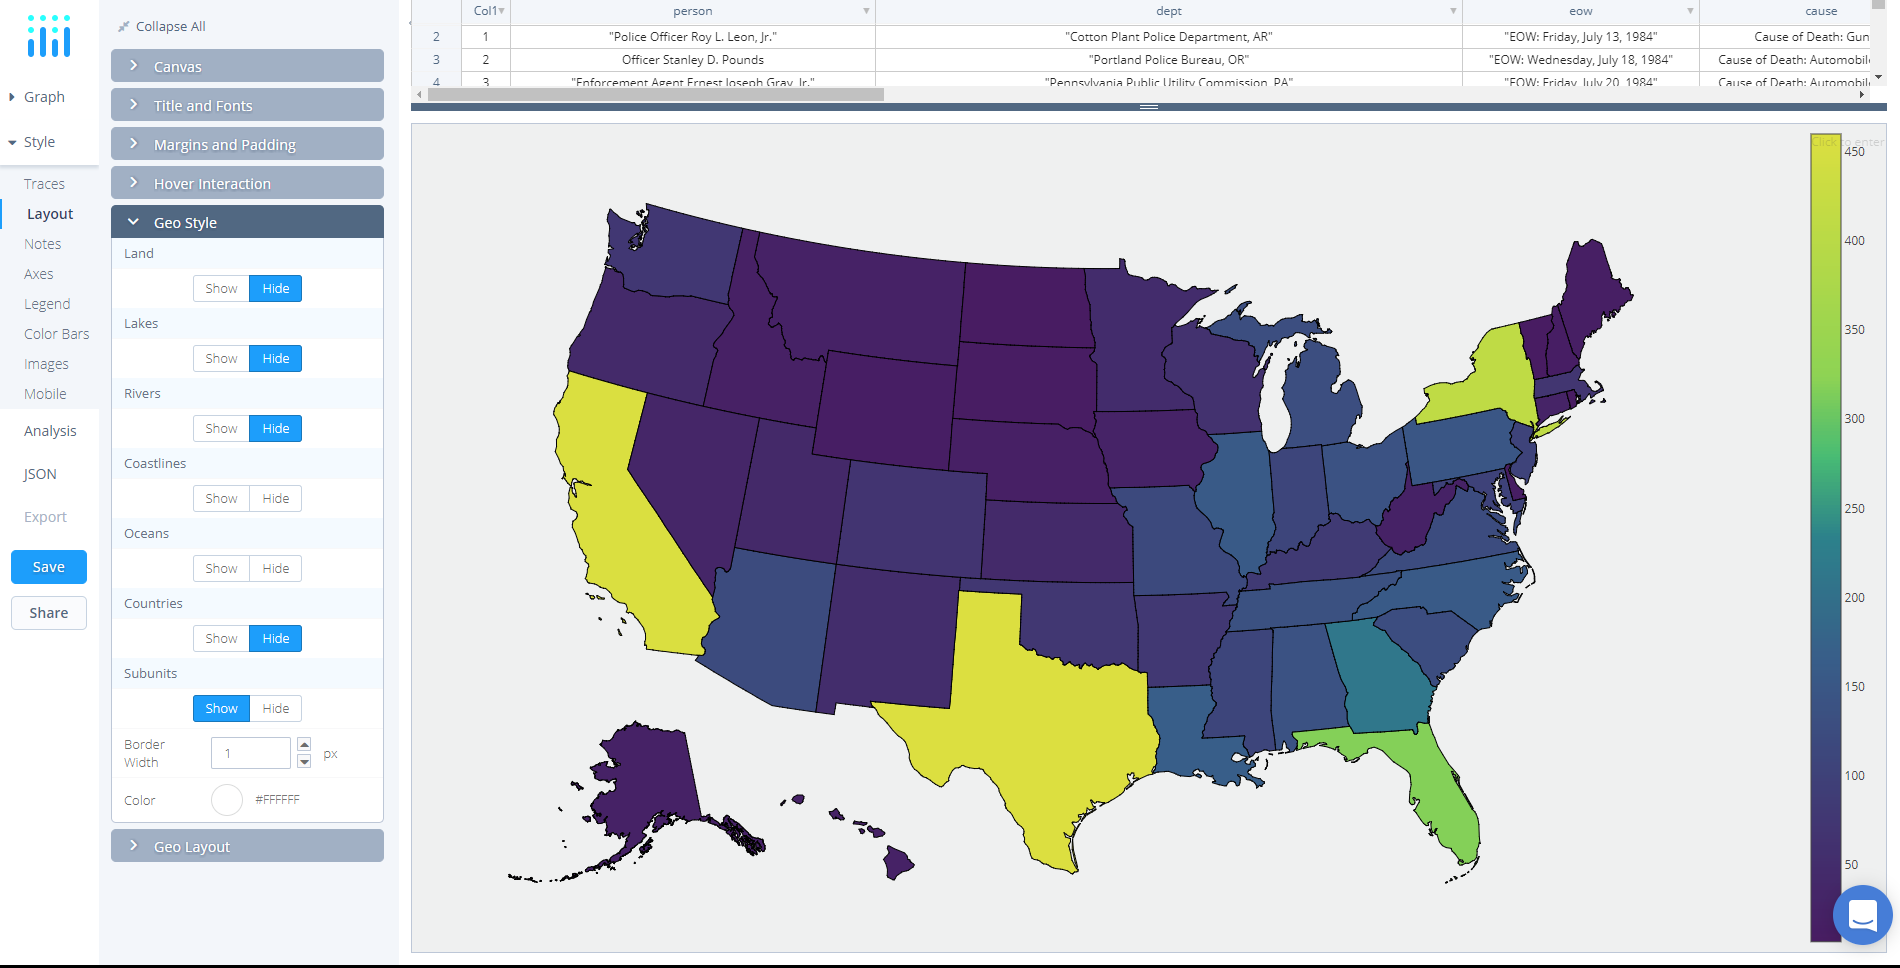 Collapse All
Graph
Style
Traces
Layout
Notes
Axes
Legend
Color Bars
Images
Mobile
Analysis
JSON
Export
Save
Share
Canvas
Title and Fonts
Margins and Padding
Hover Interaction
Geo Style
Land
Show Hide
Lakes
Show Hide
Rivers
Show Hide
Coastlines
Show Hide
Oceans
Show Hide
Countries
Show Hide
Subunits
Show Hide
Border
Width
1 px
Color #FFFFFF
Geo Layout
Col1 person dept eow cause
2 1 "Police Officer Roy L. Leon, Jr." "Cotton Plant Police Department, AR" "EOW: Friday, July 13, 1984" Cause of Death: Gun
3 2 Officer Stanley D. Pounds "Portland Police Bureau, OR" "EOW: Wednesday, July 18, 1984" Cause of Death: Automobil
4 3 "Enforcement Agent Ernest Joseph Gray, Jr." "Pennsylvania Public Utility Commission, PA" "EOW: Friday, July 20, 1984" Cause of Death: Automobil
Click to enter
450
400
350
300
250
200
150
100
50